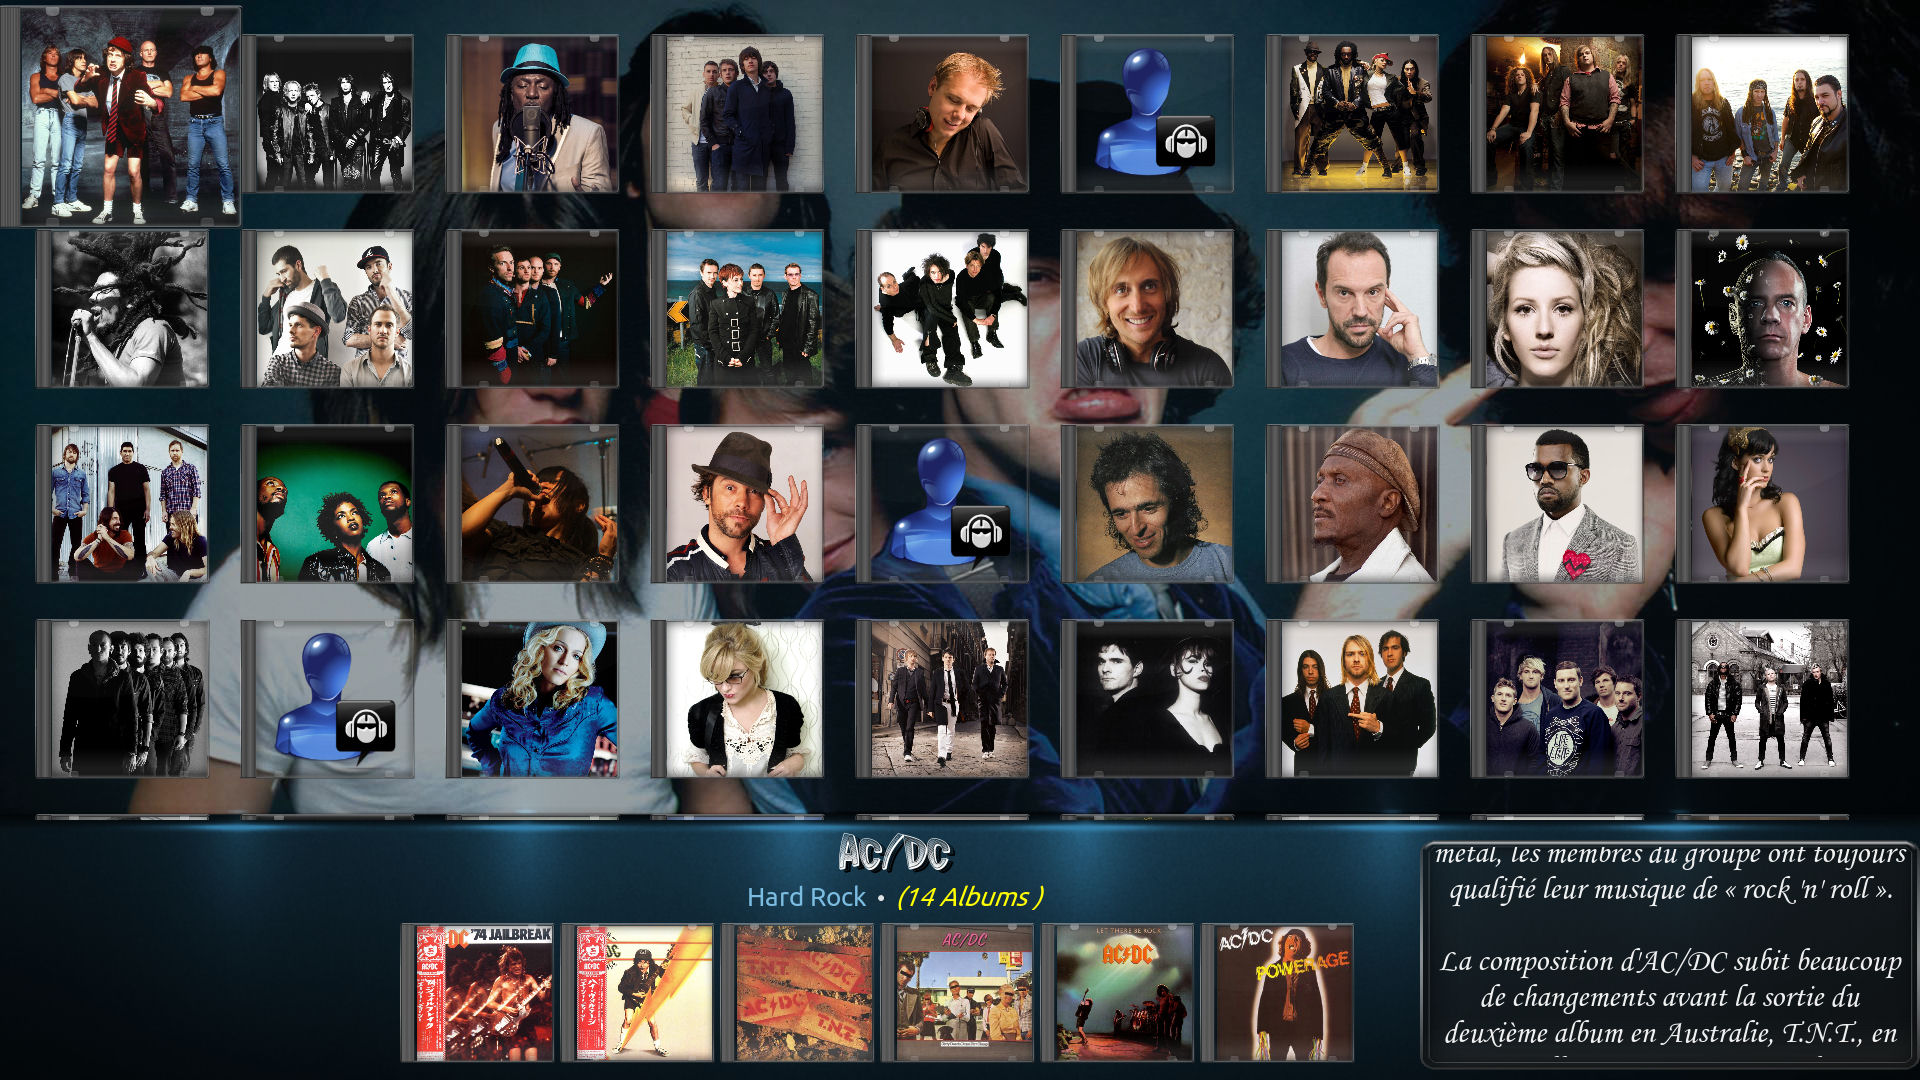 AC/DC
Hard Rock • (14 Albums )
DC '74 JAILBREAK
AC/DC
LET THERE BE ROCK
AC/DC
AC/DC
POWERAGE
T.N.T.
AC/DC
AC/DC
T.N.T.
metal, les membres du groupe ont toujours
qualifié leur musique de « rock 'n' roll ».
La composition d'AC/DC subit beaucoup
de changements avant la sortie du
deuxième album en Australie, T.N.T., en